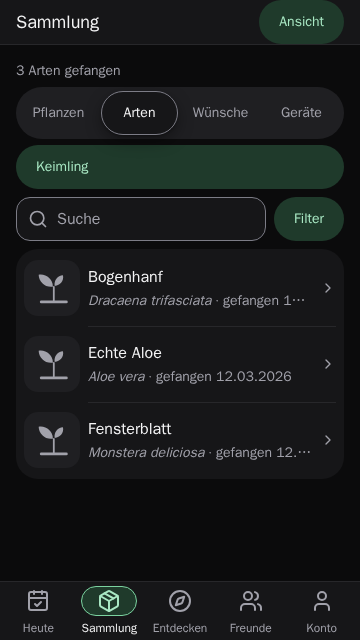 Sammlung
Ansicht
3 Arten gefangen
Pflanzen
Arten
Wünsche
Geräte
Keimling
Suche
Filter
Bogenhanf
Dracaena trifasciata · gefangen 1···
Echte Aloe
Aloe vera · gefangen 12.03.2026
Fensterblatt
Monstera deliciosa · gefangen 12.···
Heute
Sammlung
Entdecken
Freunde
Konto